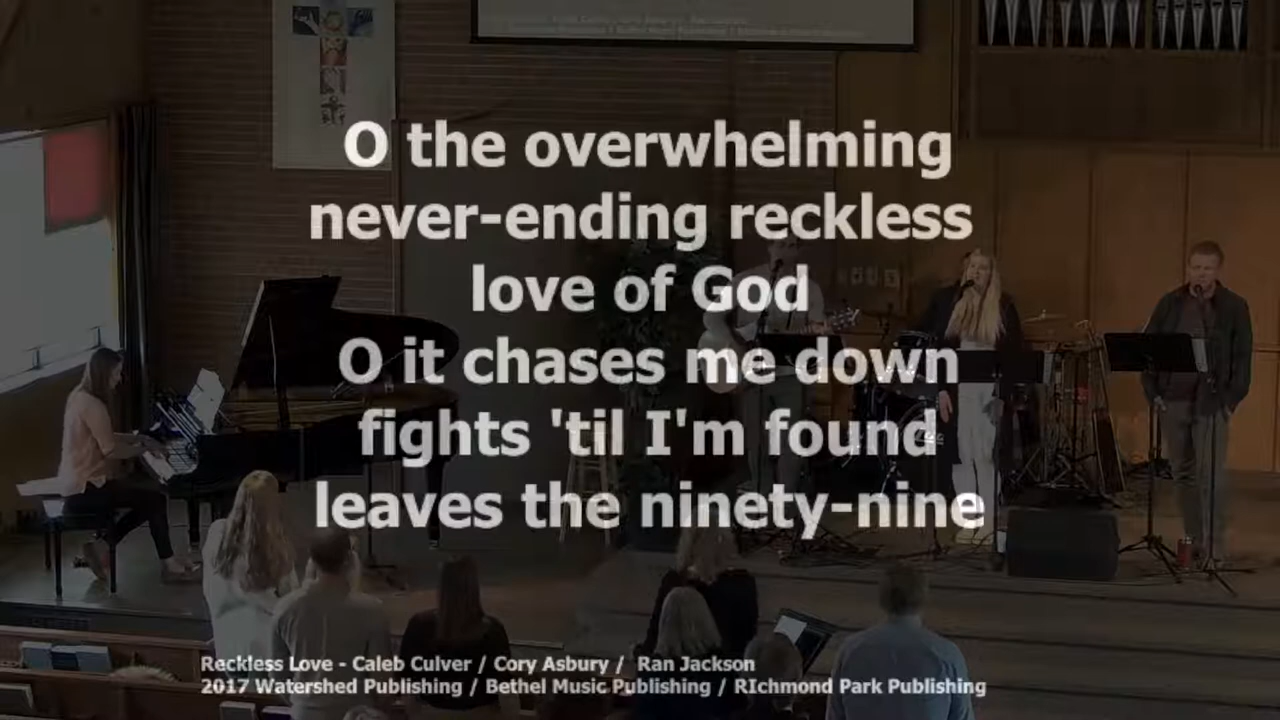 O the overwhelming
never-ending reckless
love of God
O it chases me down
fights 'til I'm found
leaves the ninety-nine
Reckless Love - Caleb Culver / Cory Asbury / Ran Jackson
2017 Watershed Publishing / Bethel Music Publishing / RIchmond Park Publishing